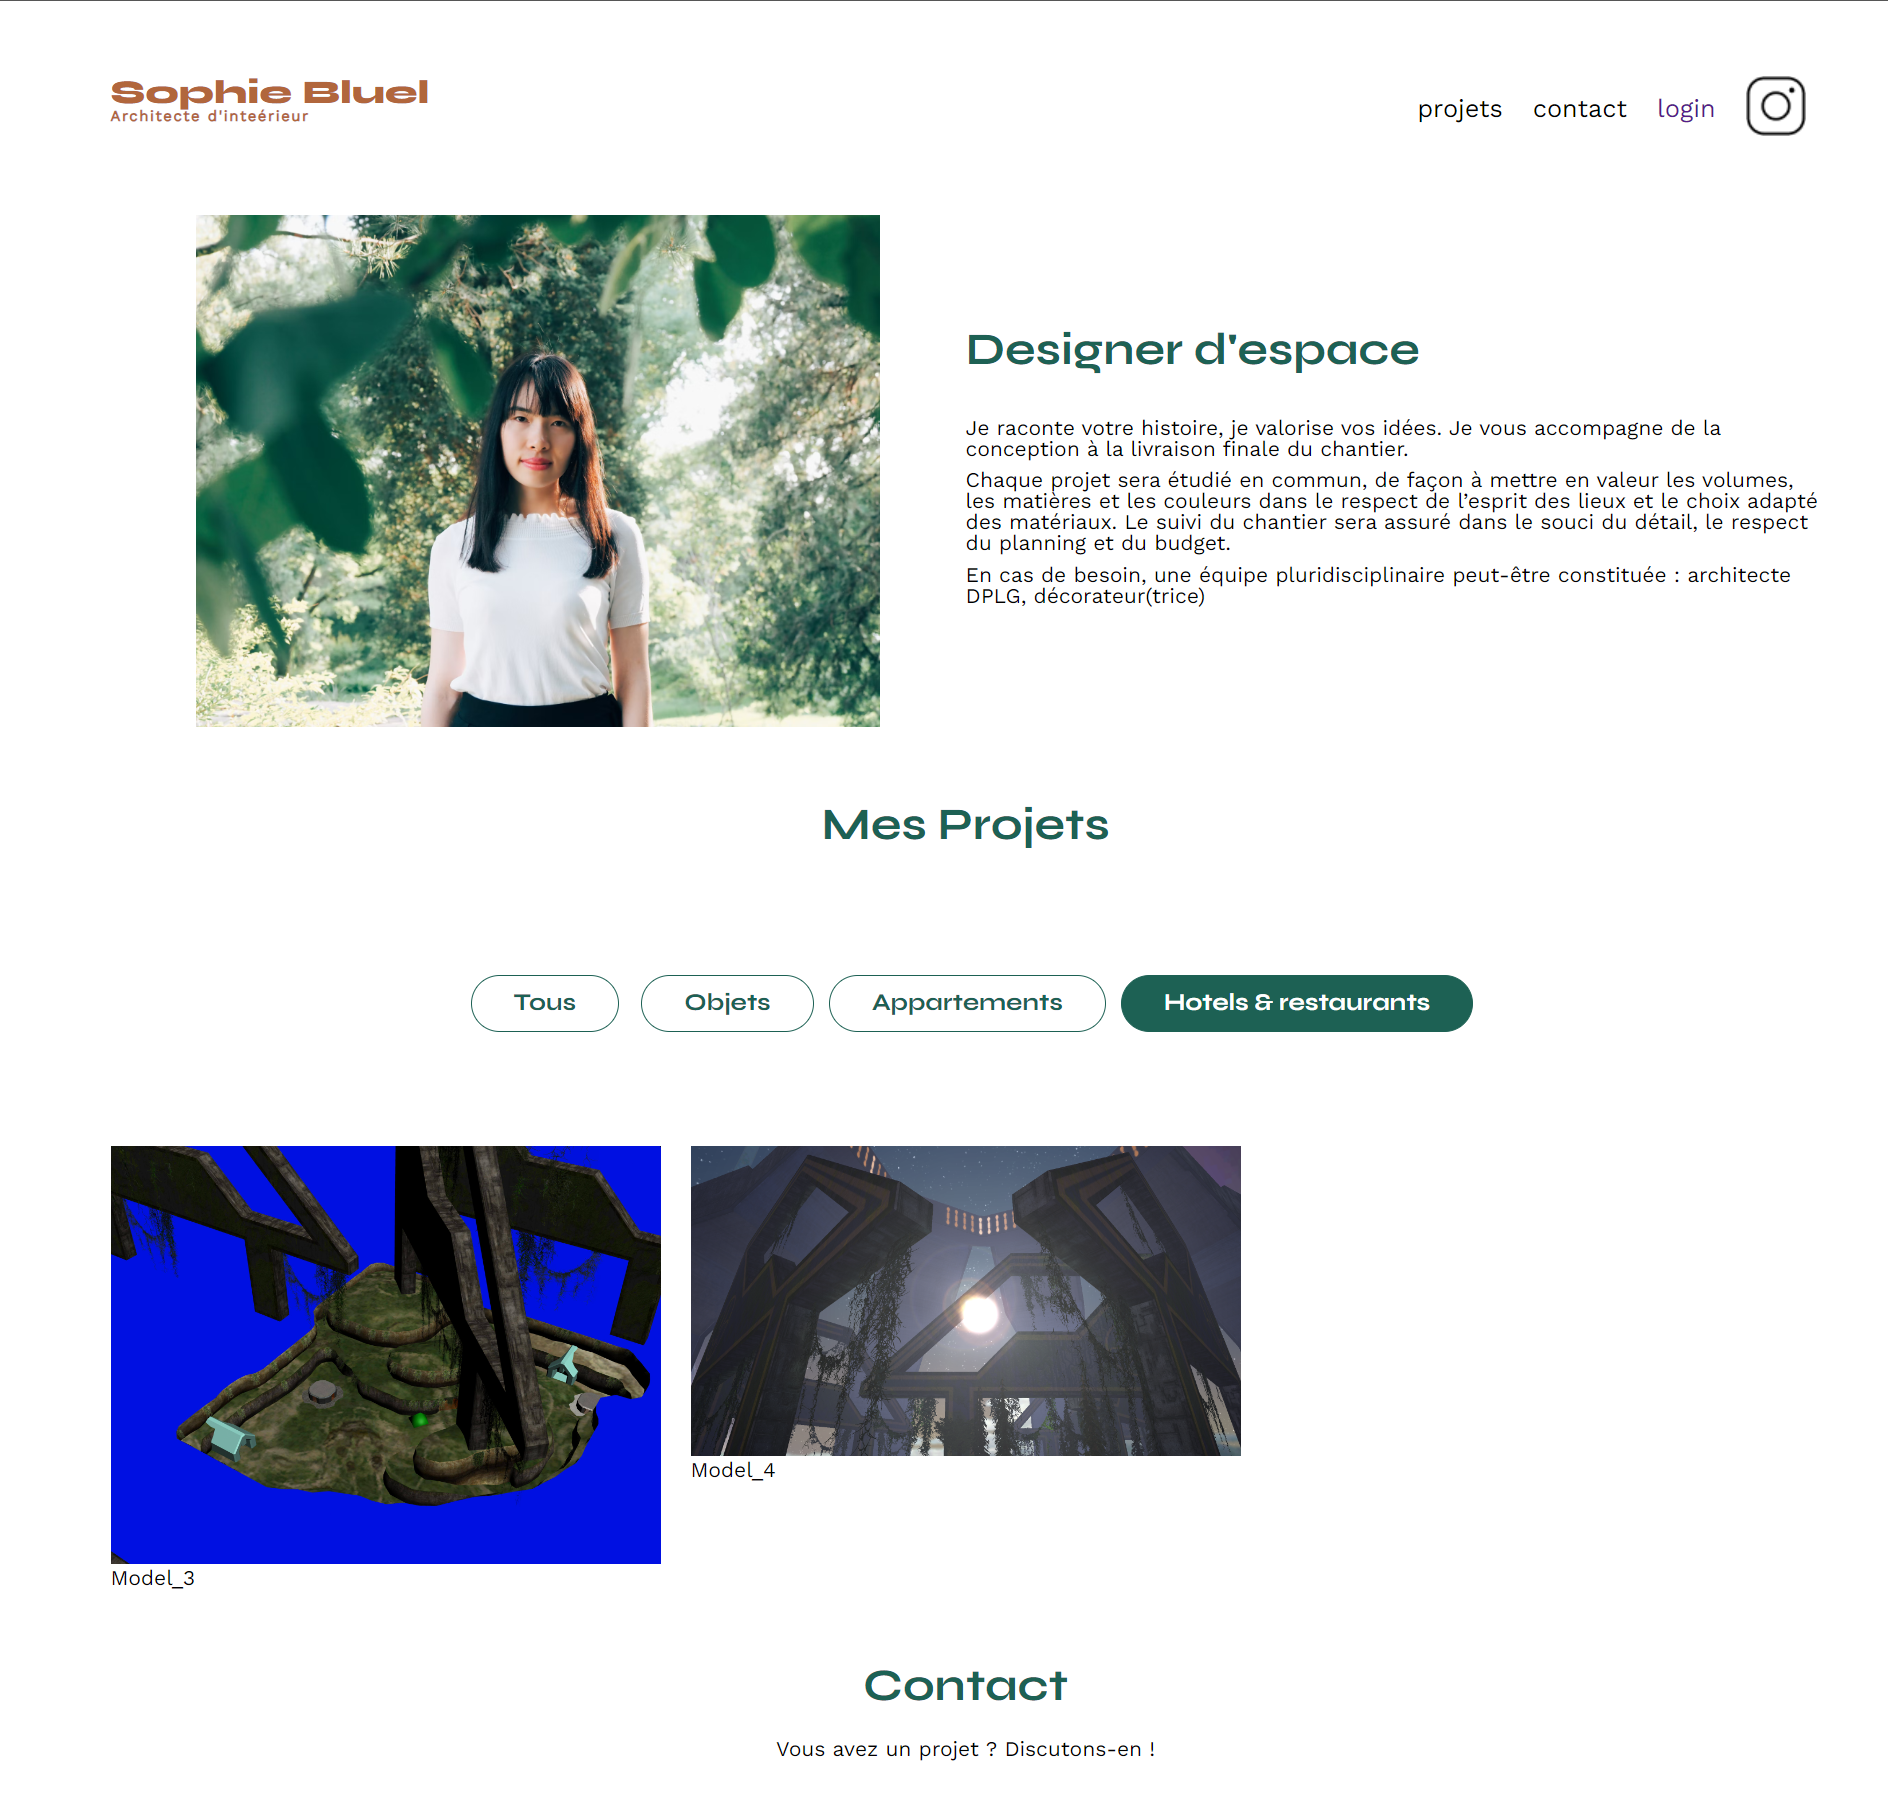 Sophie Bluel
Architecte d'inteérieur
projets contact login
Designer d'espace
Je raconte votre histoire, je valorise vos idées. Je vous accompagne de la
conception à la livraison finale du chantier.
Chaque projet sera étudié en commun, de façon à mettre en valeur les volumes,
les matières et les couleurs dans le respect de l’esprit des lieux et le choix adapté
des matériaux. Le suivi du chantier sera assuré dans le souci du détail, le respect
du planning et du budget.
En cas de besoin, une équipe pluridisciplinaire peut-être constituée : architecte
DPLG, décorateur(trice)
Mes Projets
Tous Objets Appartements Hotels & restaurants
Model_3
Model_4
Contact
Vous avez un projet ? Discutons-en !